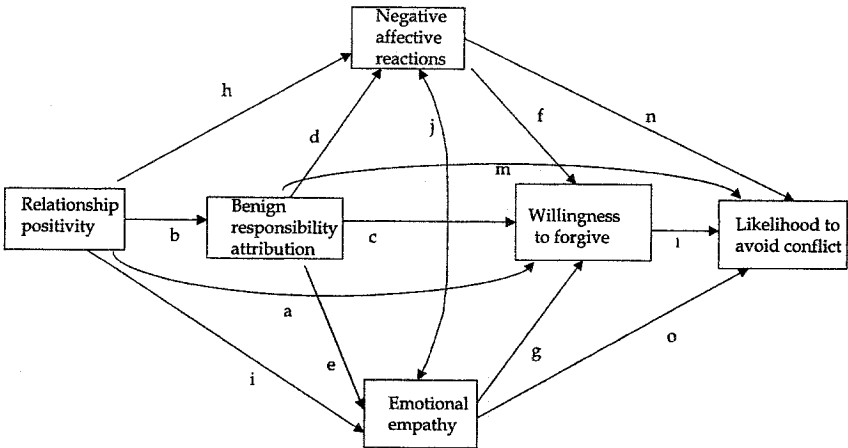 Negative
affective
reactions
h
d
j
f
n
m
Relationship
positivity
b
Benign
responsibility
attribution
c
Willingness
to forgive
ı
Likelihood to
avoid conflict
a
i
e
g
o
Emotional
empathy